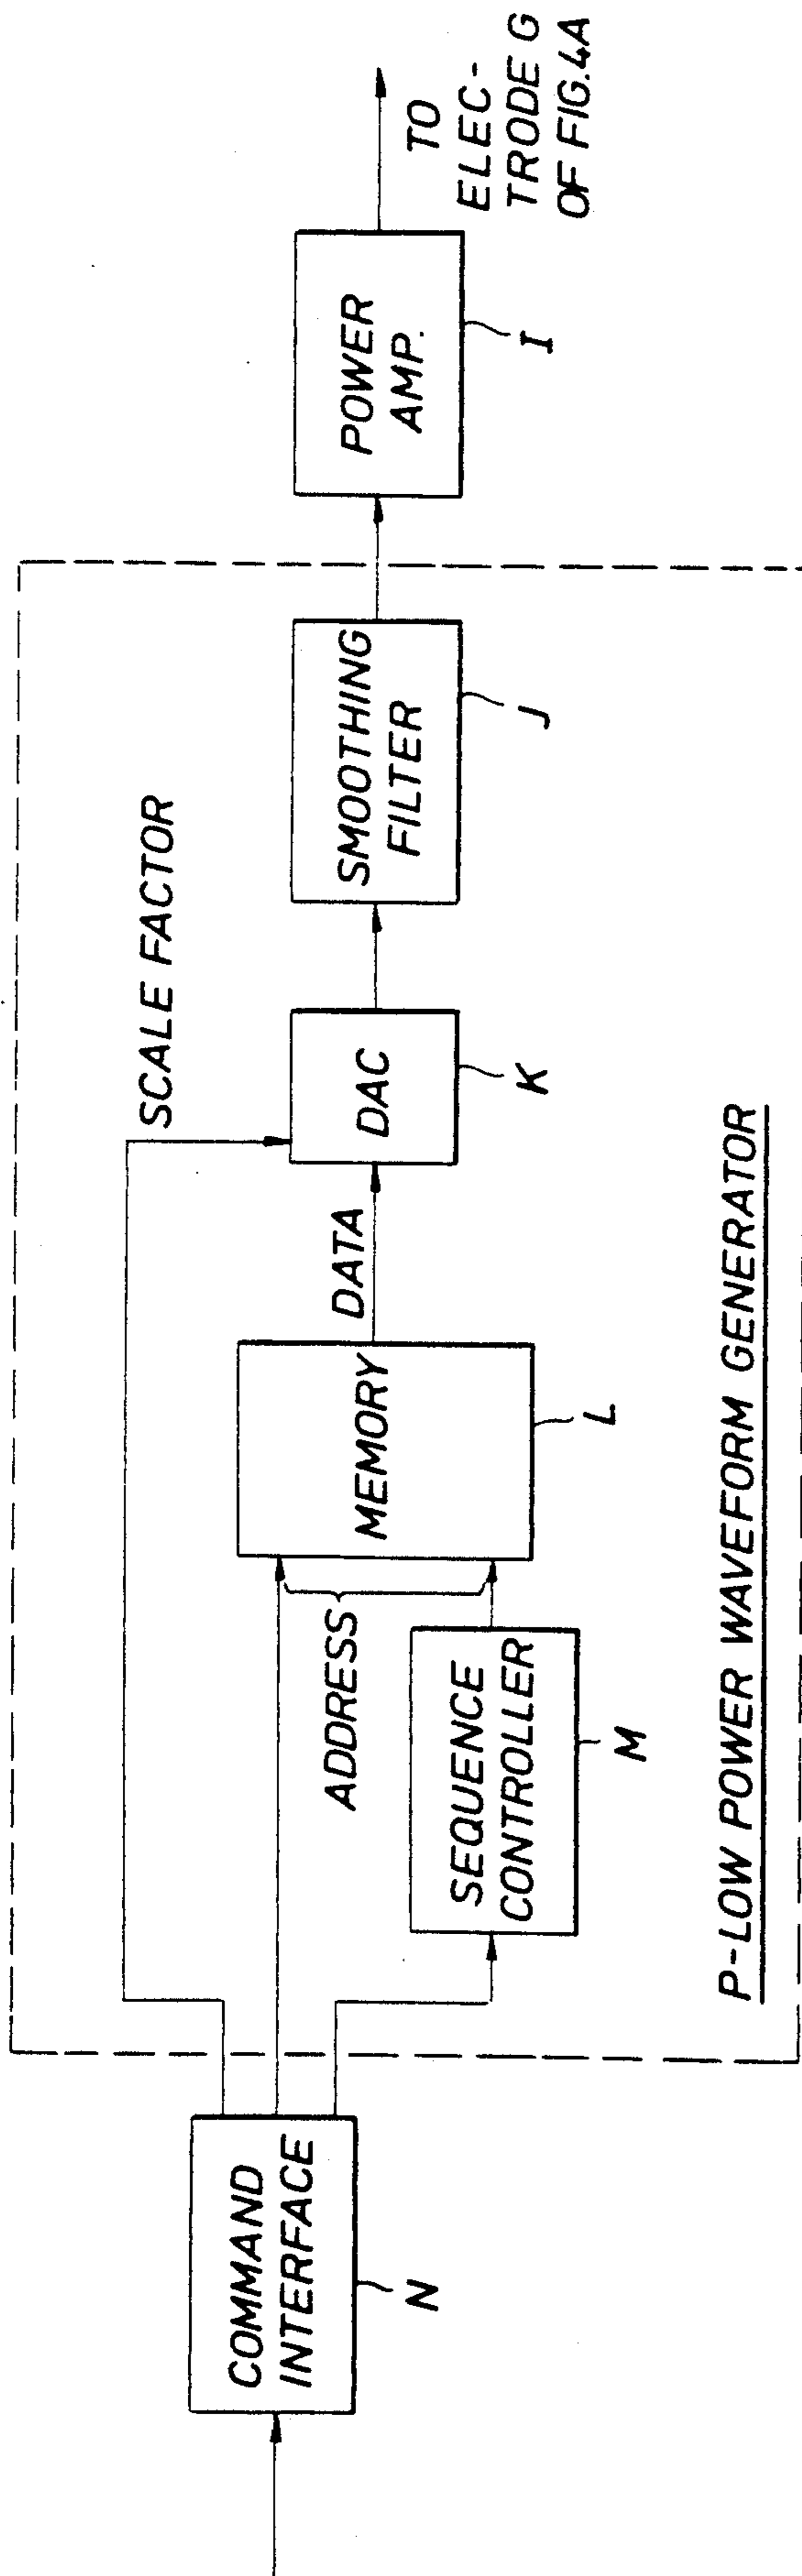 COMMAND
INTERFACE
N
SCALE FACTOR
ADDRESS
SEQUENCE
CONTROLLER
M
MEMORY
L
DATA
DAC
K
SMOOTHING
FILTER
J
POWER
AMP.
I
TO
ELEC-
TRODE G
OF FIG.4A
P-LOW POWER WAVEFORM GENERATOR